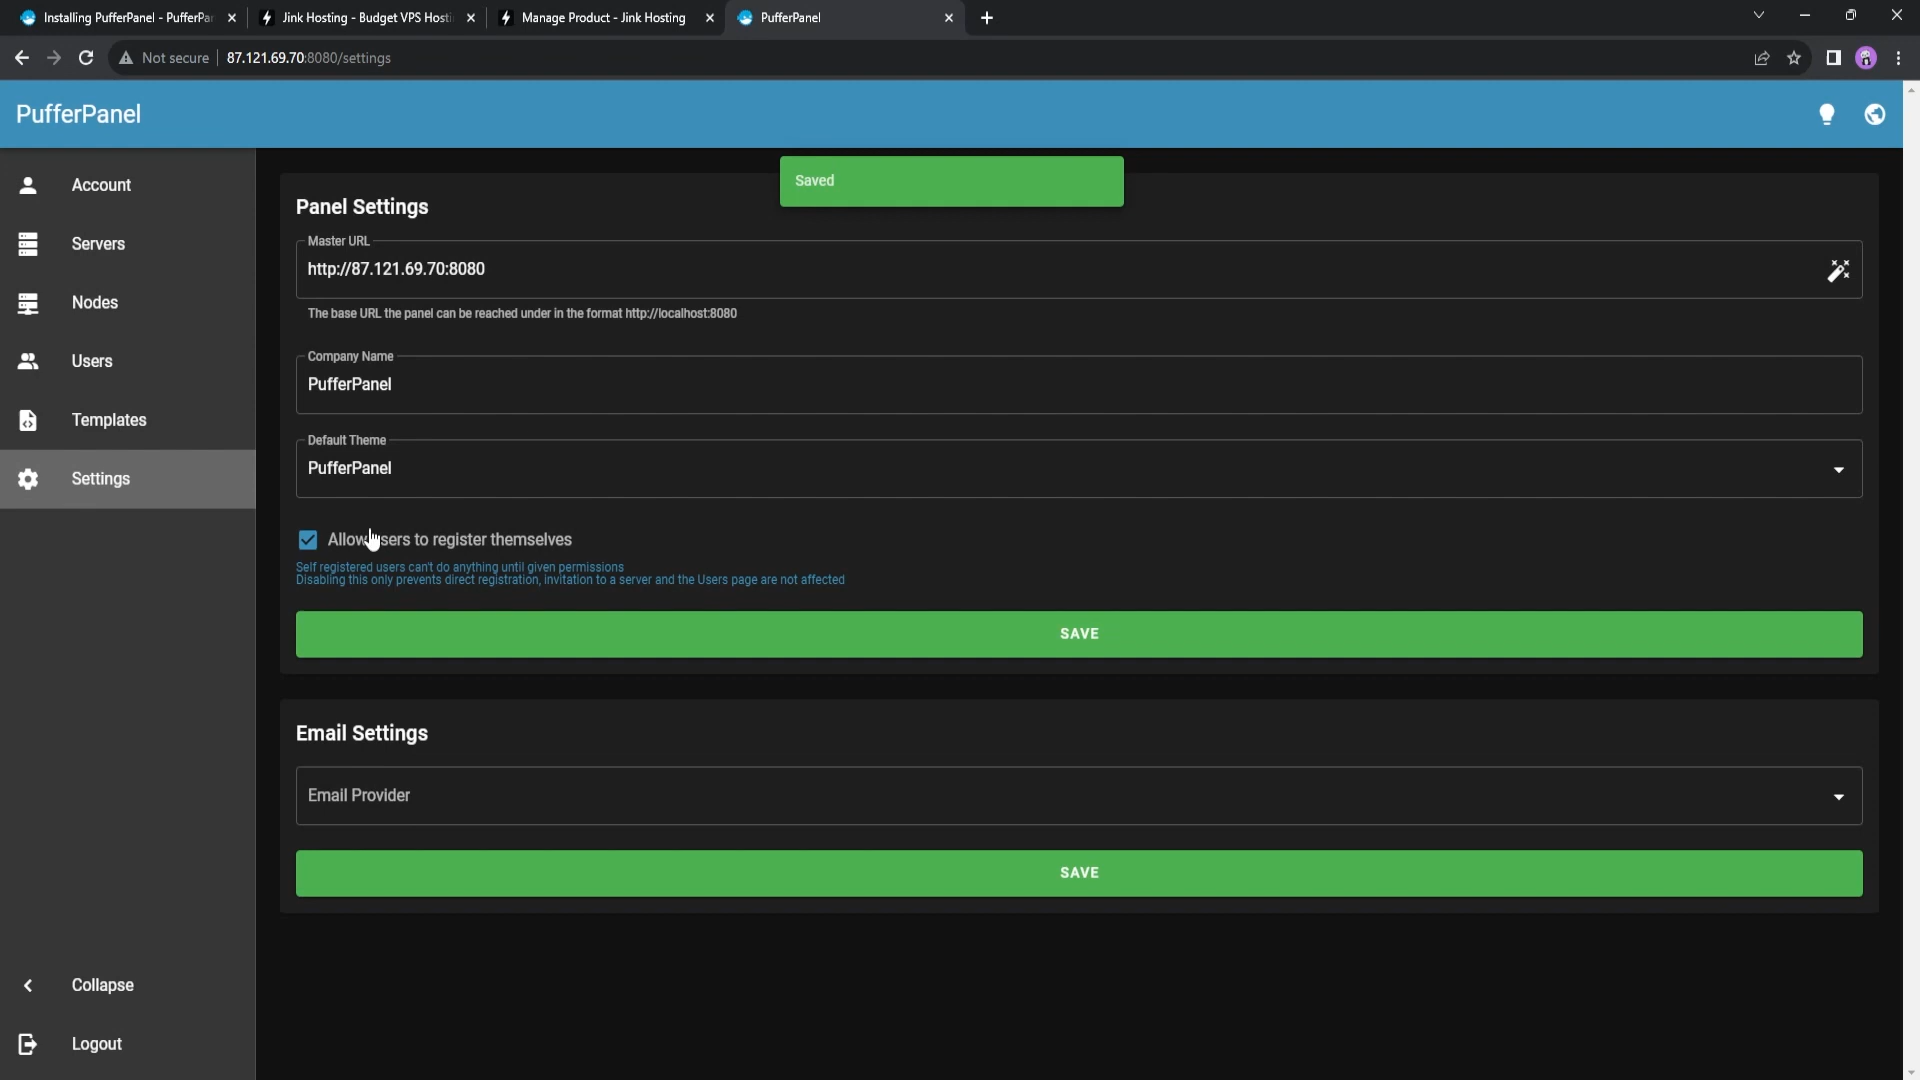 Installing PufferPanel - PufferPan
Jink Hosting - Budget VPS Hosti
Manage Product - Jink Hosting
PufferPanel
Not secure
87.121.69.70:8080/settings
PufferPanel
Account
Servers
Nodes
Users
Templates
Settings
Collapse
Logout
Saved
Panel Settings
Master URL
http://87.121.69.70:8080
The base URL the panel can be reached under in the format http://localhost:8080
Company Name
PufferPanel
Default Theme
PufferPanel
Allow users to register themselves
Self registered users can't do anything until given permissions
Disabling this only prevents direct registration, invitation to a server and the Users page are not affected
SAVE
Email Settings
Email Provider
SAVE